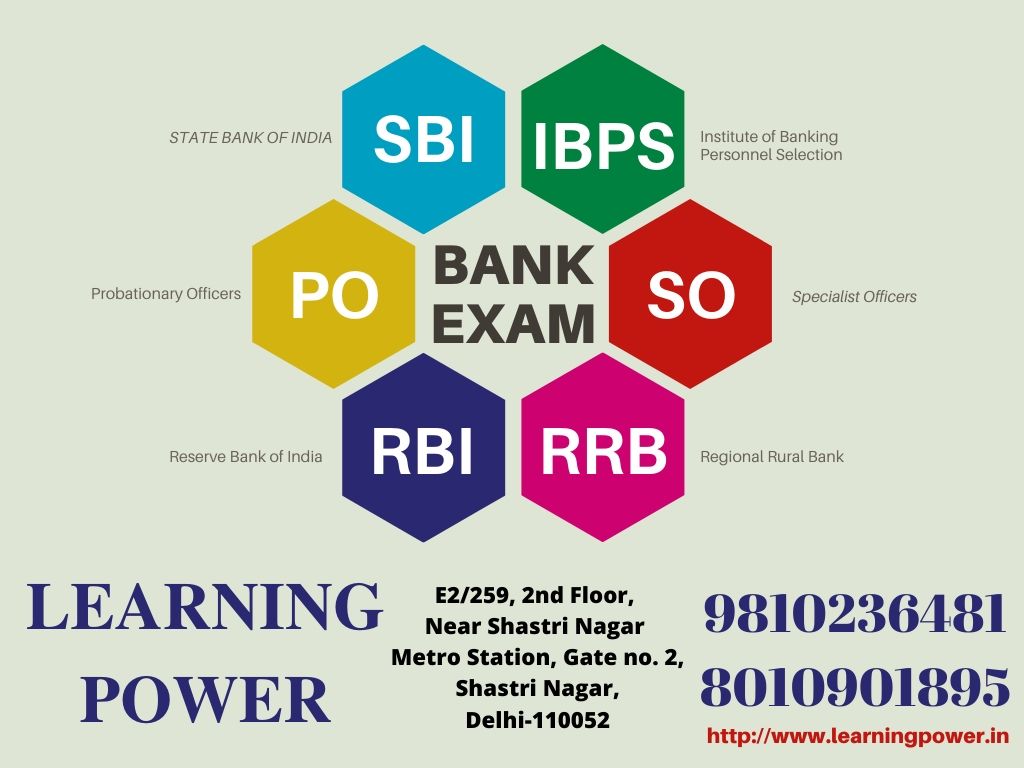 STATE BANK OF INDIA
SBI
IBPS
Institute of Banking
Personnel Selection
Probationary Officers
PO
BANK
EXAM
SO
Specialist Officers
Reserve Bank of India
RBI
RRB
Regional Rural Bank
LEARNING
POWER
E2/259, 2nd Floor,
Near Shastri Nagar
Metro Station, Gate no. 2,
Shastri Nagar,
Delhi-110052
9810236481
8010901895
http://www.learningpower.in